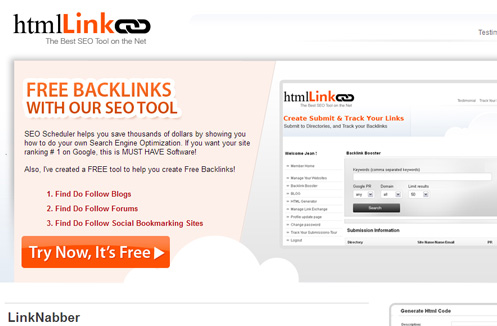 htmlLink
The Best SEO Tool on the Net
Testim
FREE BACKLINKS
WITH OUR SEO TOOL
SEO Scheduler helps you save thousands of dollars by showing you
how to do your own Search Engine Optimization. If you want your site
ranking # 1 on Google, this is MUST HAVE Software!
Also, I've created a FREE tool to help you create Free Backlinks!
1. Find Do Follow Blogs
2. Find Do Follow Forums
3. Find Do Follow Social Bookmarking Sites
Try Now, It's Free
htmlLink
The Best SEO Tool on the Net
Testimonial Track Your
Create Submit & Track Your Links
Submit to Directories, and Track your Backlinks
Welcome Jean !
Member Home
Manage Your Websites
Backlink Booster
BLOG
HTML Generator
Manage Link Exchange
Profile update page
Change password
Track Your Submissions Tour
Logout
Backlink Booster
Keywords (comma separated keywords)
Google PR Domain Limit results
any all 50
Search
Submission Information
Directory Site Name/Name/Email PR
LinkNabber
Generate Html Code